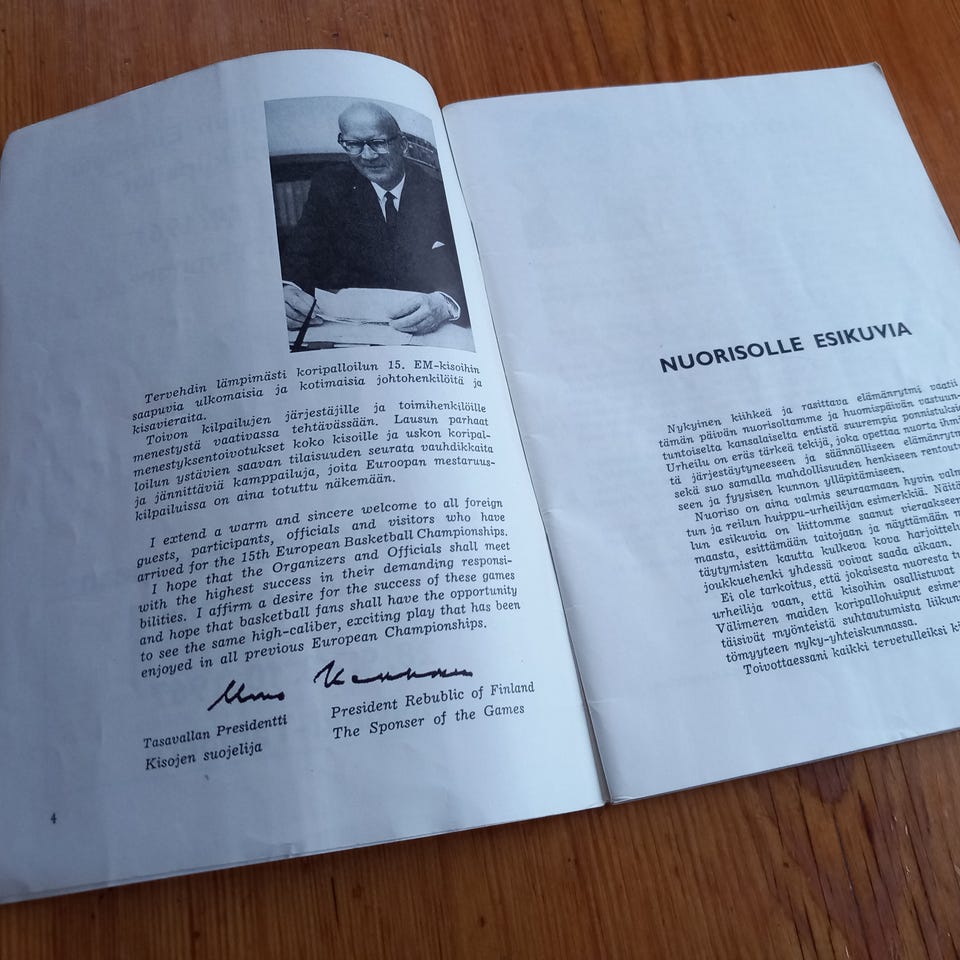 Tervehdin lämpimästi koripalloilun 15. EM-kisoihin
saapuvia ulkomaisia ja kotimaisia johtohenkilöitä ja
kisavieraita.
Toivon kilpailujen järjestäjille ja toimihenkilöille
menestystä vaativassa tehtävässään. Lausun parhaat
menestyksentoivotukset koko kisoille ja uskon koripal-
loilun ystävien saavan tilaisuuden seurata vauhdikkaita
ja jännittäviä kamppailuja, joita Euroopan mestaruus-
kilpailuissa on aina totuttu näkemään.
I extend a warm and sincere welcome to all foreign
guests, participants, officials and visitors who have
arrived for the 15th European Basketball Championships.
I hope that the Organizers and Officials shall meet
with the highest success in their demanding responsi-
bilities. I affirm a desire for the success of these games
and hope that basketball fans shall have the opportunity
to see the same high-caliber, exciting play that has been
enjoyed in all previous European Championships.
Tasavallan Presidentti
Kisojen suojelija
President Rebublic of Finland
The Sponser of the Games
4
NUORISOLLE ESIKUVIA
Nykyinen kiihkeä ja rasittava elämänrytmi vaatii
tämän päivän nuorisoltamme ja huomispäivän vastuun-
tuntoiselta kansalaiselta entistä suurempia ponnistuksia
Urheilu on eräs tärkeä tekijä, joka opettaa nuorta
tä järjestäytyneeseen ja säännölliseen
sekä suo samalla mahdollisuuden henkiseen
seen ja fyysisen kunnon ylläpitämiseen.
Nuoriso on aina valmis seuraamaan hyvin
tun ja reilun huippu-urheilijan esimerkkiä.
lun esikuvia on liittomme saanut
maasta, esittämään taitojaan ja näyttämään
täytymisten kautta kulkeva kova
joukkuehenki yhdessä voivat saada aikaan.
Ei ole tarkoitus, että jokaisesta nuoresta
urheilija vaan, että kisoihin osallistuvat
Välimeren maiden koripallohuiput
täisivät myönteistä suhtautumista
tömyyteen nyky-yhteiskunnassa.
Toivottaessani kaikki tervetulleiksi